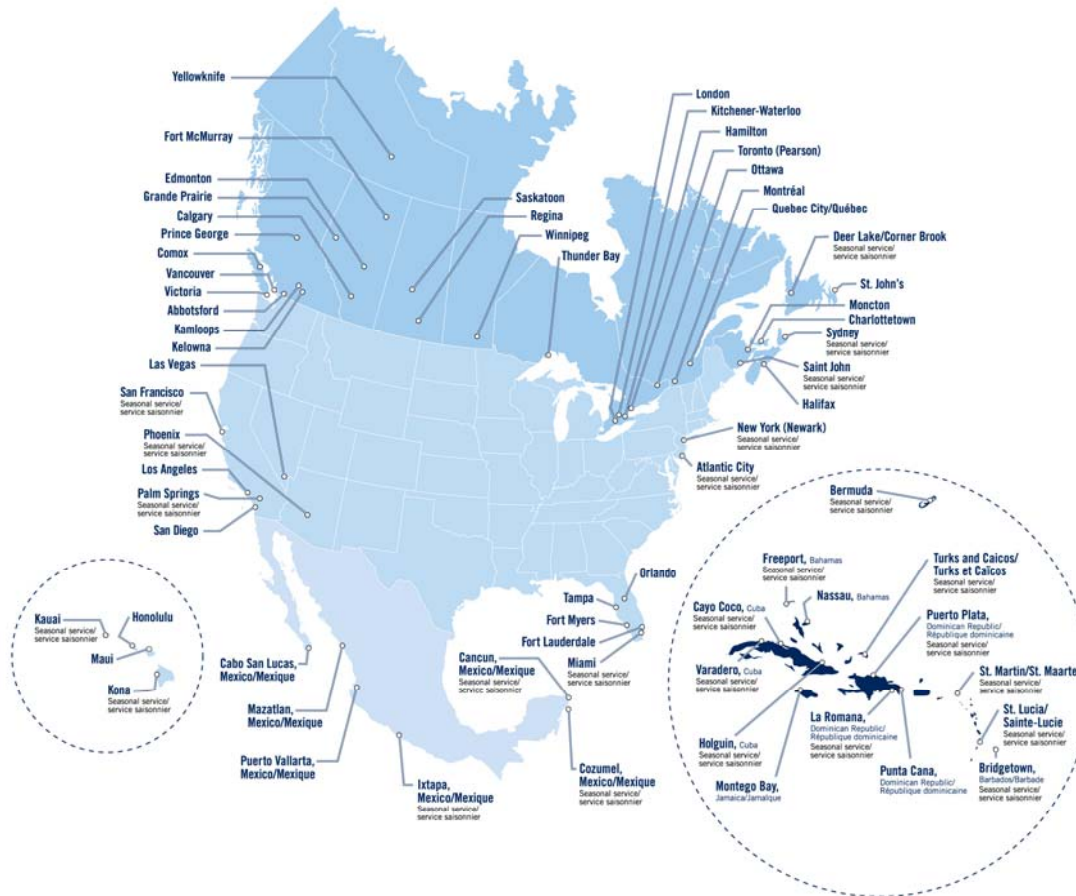 Yellowknife
Fort McMurray
Edmonton
Grande Prairie
Calgary
Prince George
Comox
Vancouver
Victoria
Abbotsford
Kamloops
Kelowna
Las Vegas
San Francisco
Seasonal service/
service saisonnier
Phoenix
Seasonal service/
service saisonnier
Los Angeles
Palm Springs
Seasonal service/
service saisonnier
San Diego
Saskatoon
Regina
Winnipeg
Thunder Bay
London
Kitchener-Waterloo
Hamilton
Toronto (Pearson)
Ottawa
Montréal
Quebec City/Québec
Deer Lake/Corner Brook
Seasonal service/
service saisonnier
St. John's
Moncton
Charlottetown
Sydney
Seasonal service/
service saisonnier
Saint John
Seasonal service/
service saisonnier
Halifax
New York (Newark)
Seasonal service/
service saisonnier
Atlantic City
Seasonal service/
service saisonnier
Kauai
Seasonal service/
service saisonnier
Honolulu
Maui
Kona
Seasonal service/
service saisonnier
Cabo San Lucas,
Mexico/Mexique
Mazatlan,
Mexico/Mexique
Puerto Vallarta,
Mexico/Mexique
Ixtapa,
Mexico/Mexique
Seasonal service/
service saisonnier
Cancun,
Mexico/Mexique
Seasonal service/
service saisonnier
Cozumel,
Mexico/Mexique
Seasonal service/
service saisonnier
Orlando
Tampa
Fort Myers
Fort Lauderdale
Miami
Seasonal service/
service saisonnier
Bermuda
Seasonal service/
service saisonnier
Freeport, Bahamas
Seasonal service/
service saisonnier
Nassau, Bahamas
Turks and Caicos/
Turks et Caïcos
Seasonal service/
service saisonnier
Cayo Coco, Cuba
Seasonal service/
service saisonnier
Puerto Plata,
Dominican Republic/
République dominicaine
Seasonal service/
service saisonnier
Varadero, Cuba
Seasonal service/
service saisonnier
St. Martin/St. Maarte
Seasonal service/
service saisonnier
Holguin, Cuba
Seasonal service/
service saisonnier
La Romana,
Dominican Republic/
République dominicaine
Seasonal service/
service saisonnier
St. Lucia/
Sainte-Lucie
Seasonal service/
service saisonnier
Montego Bay,
Jamaica/Jamaïque
Punta Cana,
Dominican Republic/
République dominicaine
Bridgetown,
Barbados/Barbade
Seasonal service/
service saisonnier